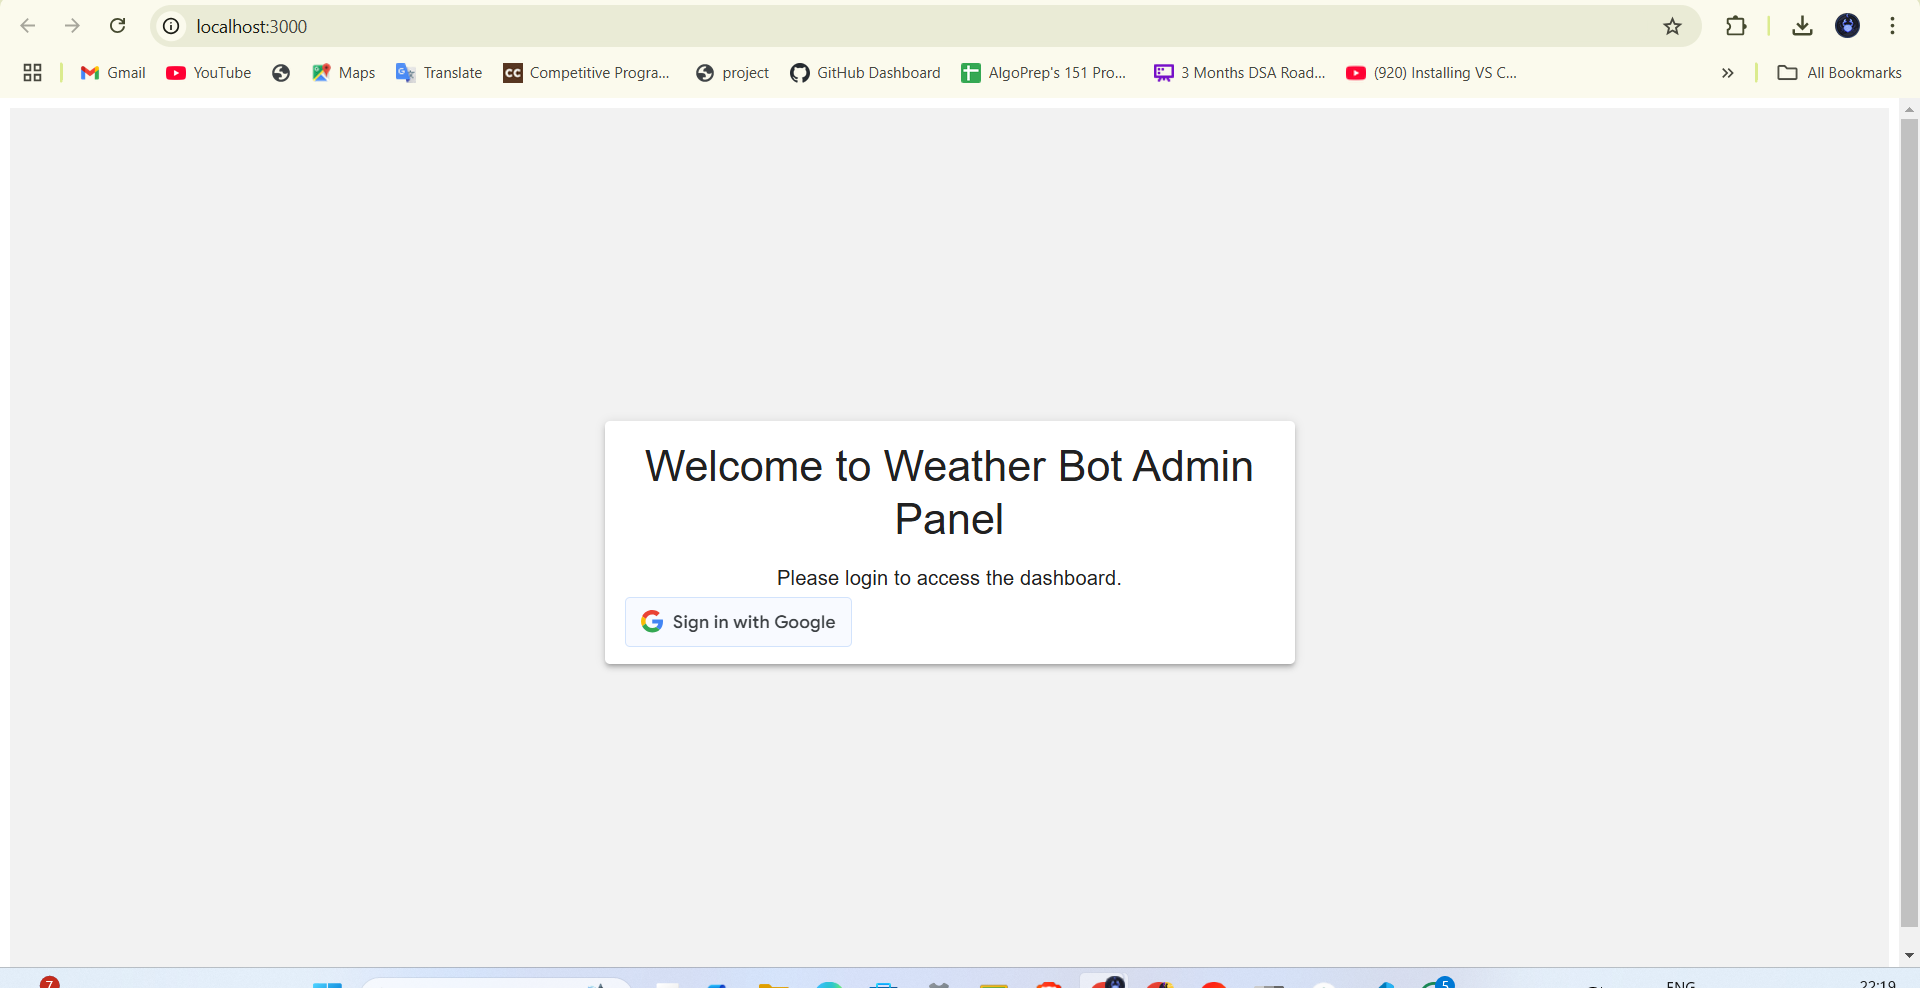 localhost:3000
Gmail YouTube Maps Translate CC Competitive Progra... project GitHub Dashboard AlgoPrep's 151 Pro... 3 Months DSA Road... (920) Installing VS C... All Bookmarks
Welcome to Weather Bot Admin
Panel
Please login to access the dashboard.
Sign in with Google
7 5 ENG 22:19